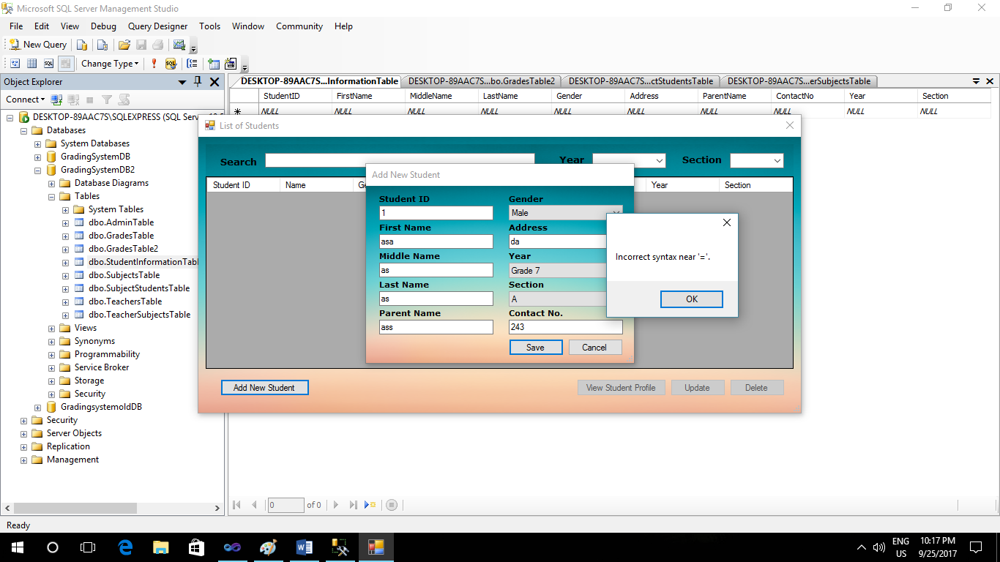 Microsoft SQL Server Management Studio
File Edit View Debug Query Designer Tools Window Community Help
New Query
Change Type
Object Explorer
DESKTOP-89AAC7S...InformationTable DESKTOP-89AAC7S...bo.GradesTable2 DESKTOP-89AAC7S...ctStudentsTable DESKTOP-89AAC7S...erSubjectsTable
Connect
StudentID FirstName MiddleName LastName Gender Address ParentName ContactNo Year Section
NULL NULL NULL NULL NULL NULL NULL NULL NULL NULL
DESKTOP-89AAC7S\SQLEXPRESS (SQL Serv
Databases
System Databases
GradingSystemDB
GradingSystemDB2
Database Diagrams
Tables
System Tables
dbo.AdminTable
dbo.GradesTable
dbo.GradesTable2
dbo.StudentInformationTabl
dbo.SubjectsTable
dbo.SubjectStudentsTable
dbo.TeachersTable
dbo.TeacherSubjectsTable
Views
Synonyms
Programmability
Service Broker
Storage
Security
GradingsystemoldDB
Security
Server Objects
Replication
Management
List of Students
Search Year Section
Student ID Name Ge Year Section
Add New Student
Student ID Gender
1 Male
First Name Address
asa da
Middle Name Year
as Grade 7
Last Name Section
as A
Parent Name Contact No.
ass 243
Save Cancel
Incorrect syntax near '='.
OK
Add New Student View Student Profile Update Delete
0 of 0
Ready
ENG
US
10:17 PM
9/25/2017